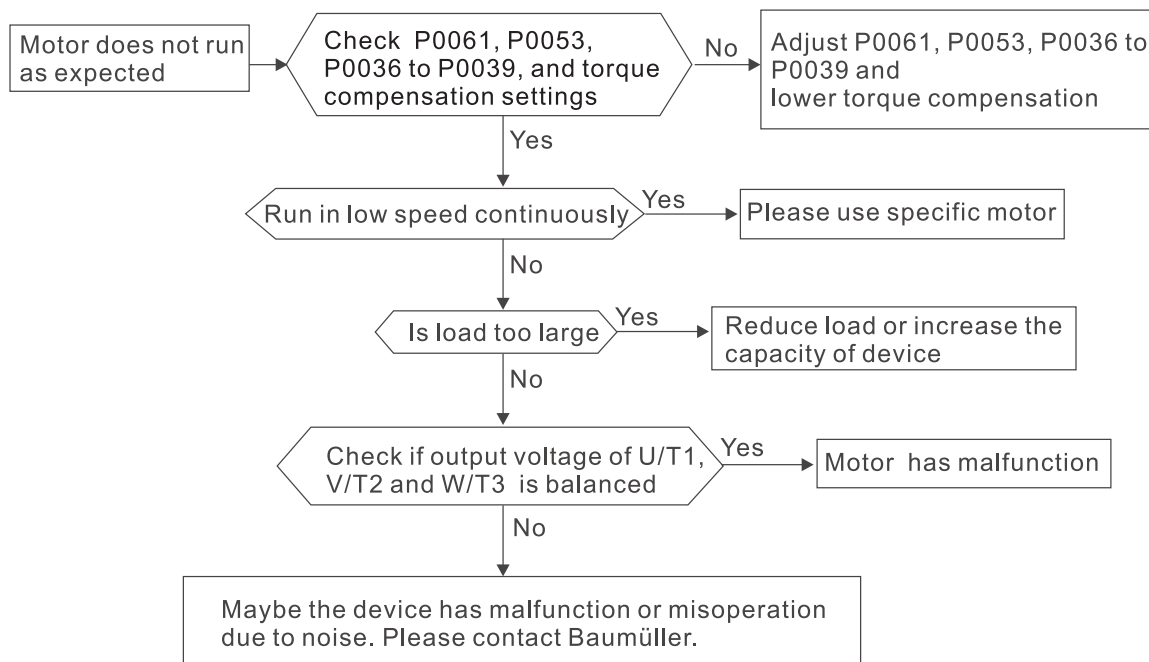 Motor does not run
as expected
Check P0061, P0053,
P0036 to P0039, and torque
compensation settings
No
Adjust P0061, P0053, P0036 to
P0039 and
lower torque compensation
Yes
Run in low speed continuously
Yes
Please use specific motor
No
Is load too large
Yes
Reduce load or increase the
capacity of device
No
Check if output voltage of U/T1,
V/T2 and W/T3 is balanced
Yes
Motor has malfunction
No
Maybe the device has malfunction or misoperation
due to noise. Please contact Baumüller.